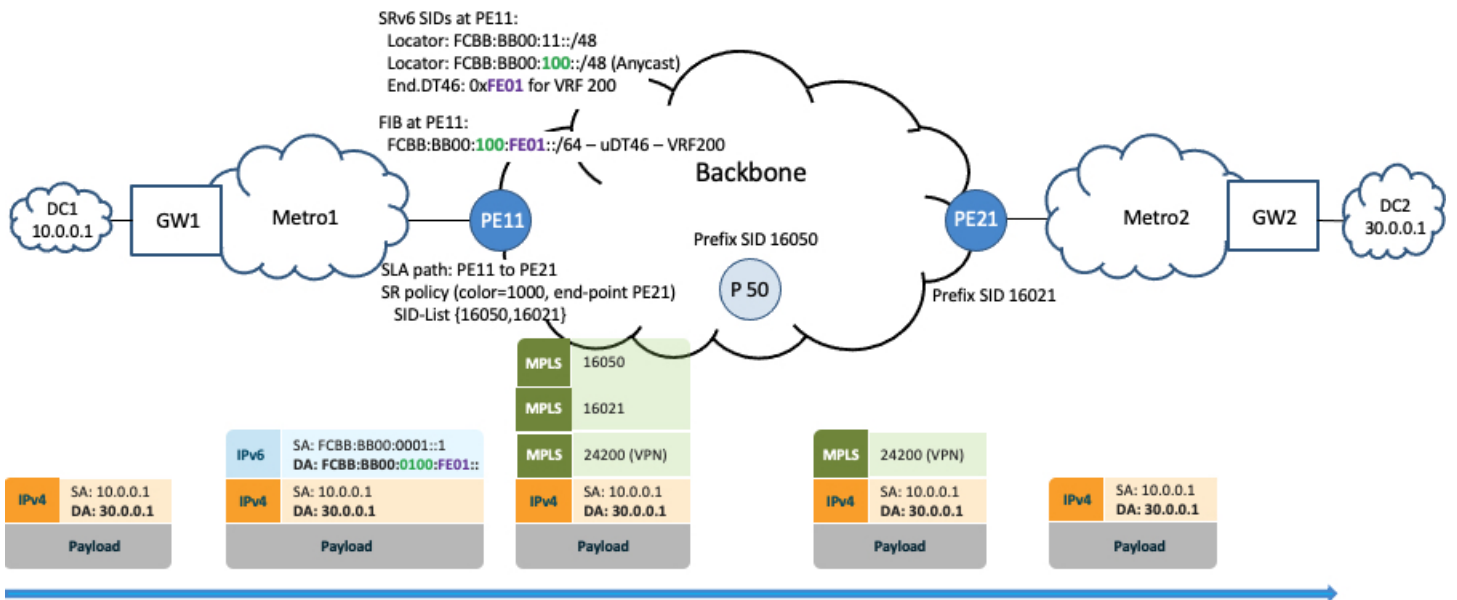 SRv6 SIDs at PE11:
Locator: FCBB:BB00:11::/48
Locator: FCBB:BB00:100::/48 (Anycast)
End.DT46: 0xFE01 for VRF 200
FIB at PE11:
FCBB:BB00:100:FE01::/64 – uDT46 – VRF200
Backbone
DC1
10.0.0.1
GW1
Metro1
PE11
PE21
Metro2
GW2
DC2
30.0.0.1
Prefix SID 16050
P 50
Prefix SID 16021
SLA path: PE11 to PE21
SR policy (color=1000, end-point PE21)
SID-List {16050,16021}
IPv4
SA: 10.0.0.1
DA: 30.0.0.1
Payload
IPv6
SA: FCBB:BB00:0001::1
DA: FCBB:BB00:0100:FE01::
IPv4
SA: 10.0.0.1
DA: 30.0.0.1
Payload
MPLS 16050
MPLS 16021
MPLS 24200 (VPN)
IPv4
SA: 10.0.0.1
DA: 30.0.0.1
Payload
MPLS 24200 (VPN)
IPv4
SA: 10.0.0.1
DA: 30.0.0.1
Payload
IPv4
SA: 10.0.0.1
DA: 30.0.0.1
Payload